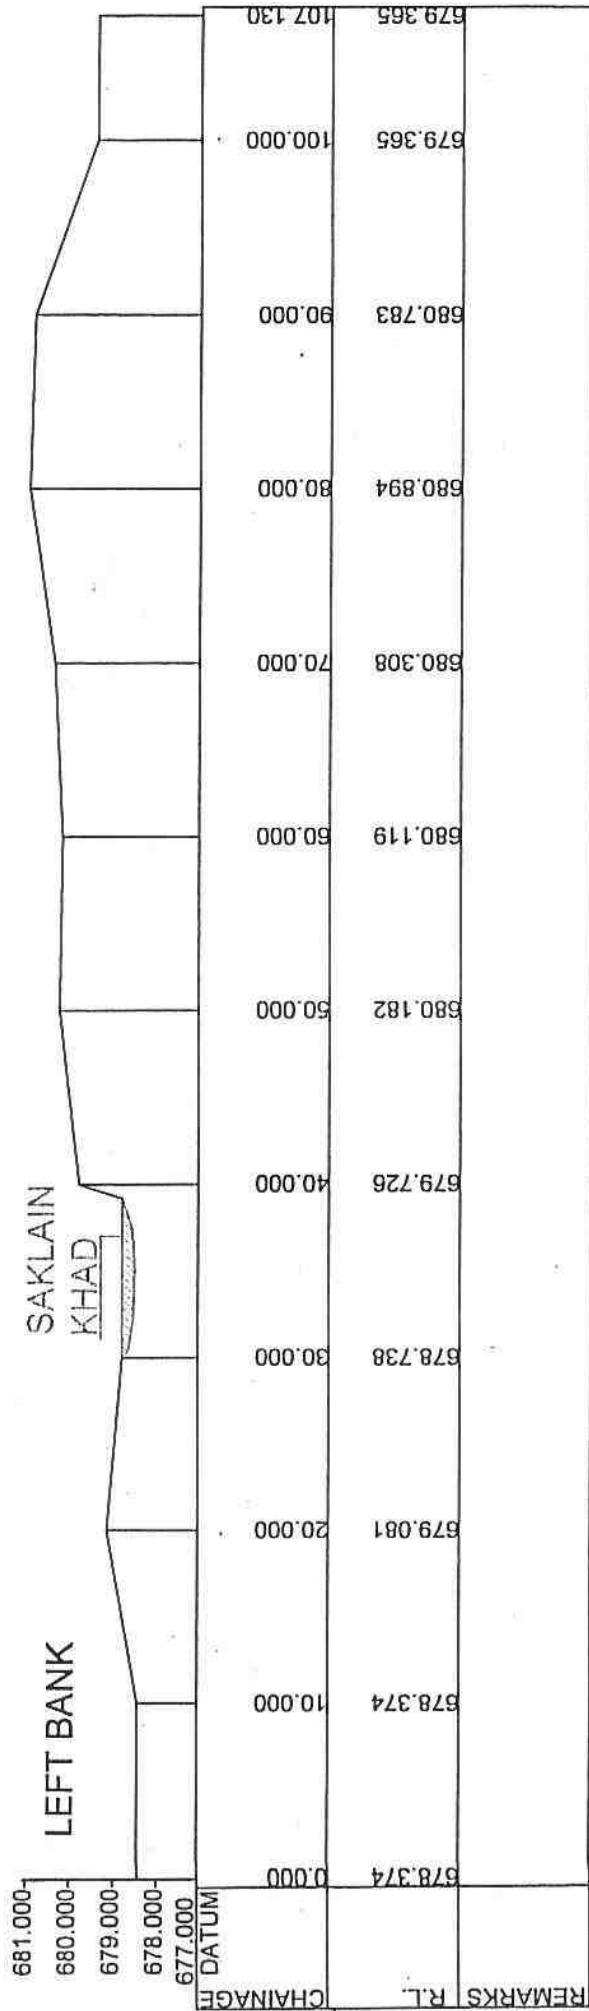 LEFT BANK
SAKLAIN
KHAD
681.000
680.000
679.000
678.000
677.000
DATUM
CHAINAGE 0.000 10.000 20.000 30.000 40.000 50.000 60.000 70.000 80.000 90.000 100.000 107.130
R.L. 678.374 678.374 679.081 678.738 679.726 680.182 680.119 680.308 680.894 680.783 679.365 679.365
REMARKS